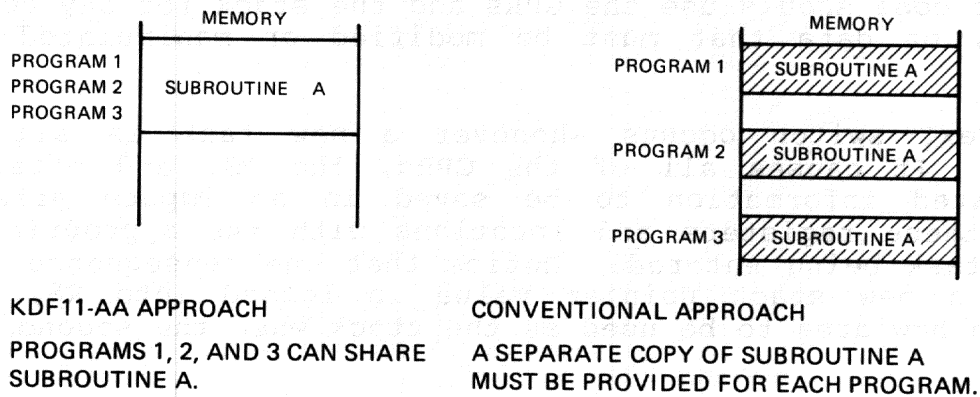 MEMORY
PROGRAM 1
PROGRAM 2
PROGRAM 3
SUBROUTINE A
KDF11-AA APPROACH
PROGRAMS 1, 2, AND 3 CAN SHARE
SUBROUTINE A.
MEMORY
PROGRAM 1
SUBROUTINE A
PROGRAM 2
SUBROUTINE A
PROGRAM 3
SUBROUTINE A
CONVENTIONAL APPROACH
A SEPARATE COPY OF SUBROUTINE A
MUST BE PROVIDED FOR EACH PROGRAM.